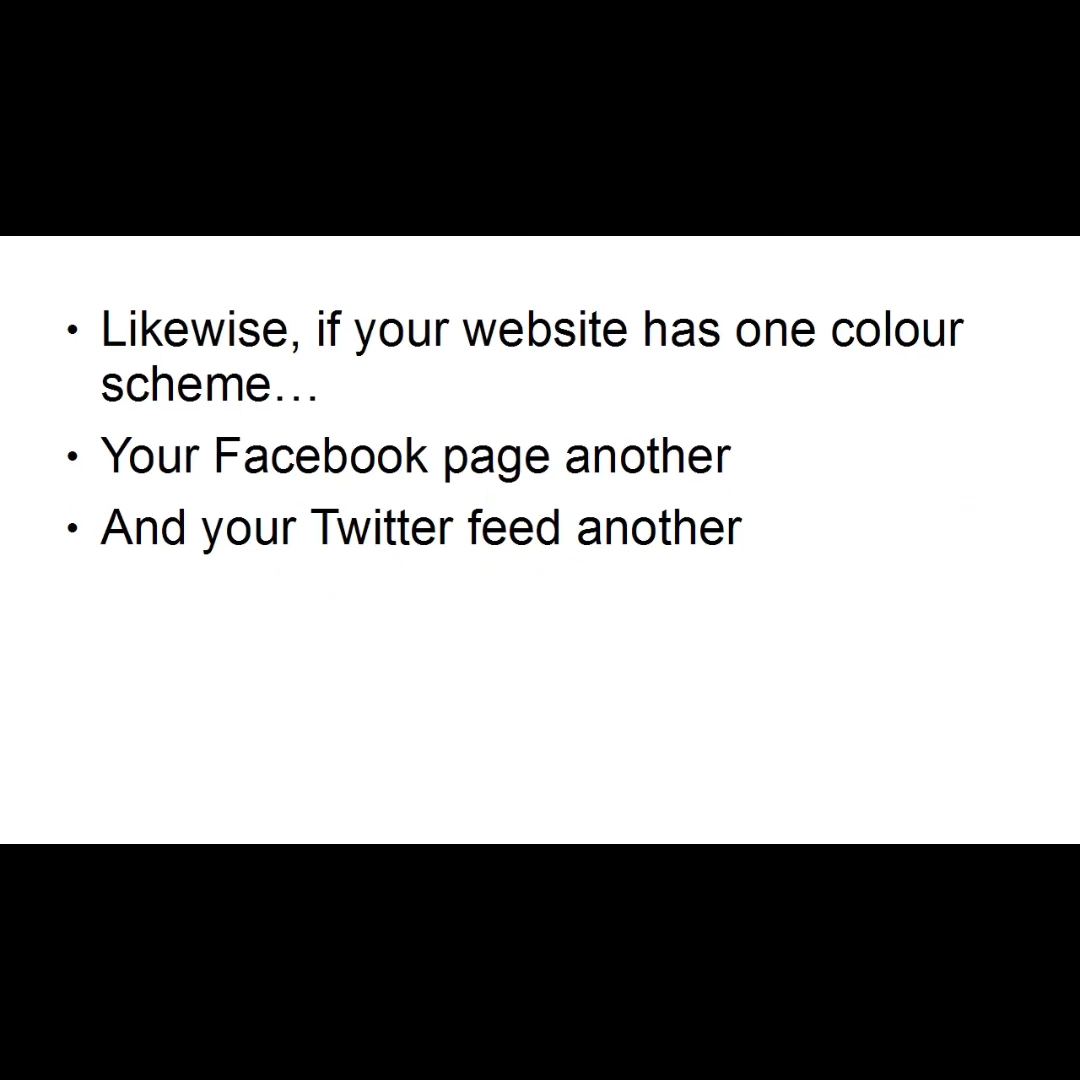 • Likewise, if your website has one colour
scheme…
• Your Facebook page another
• And your Twitter feed another